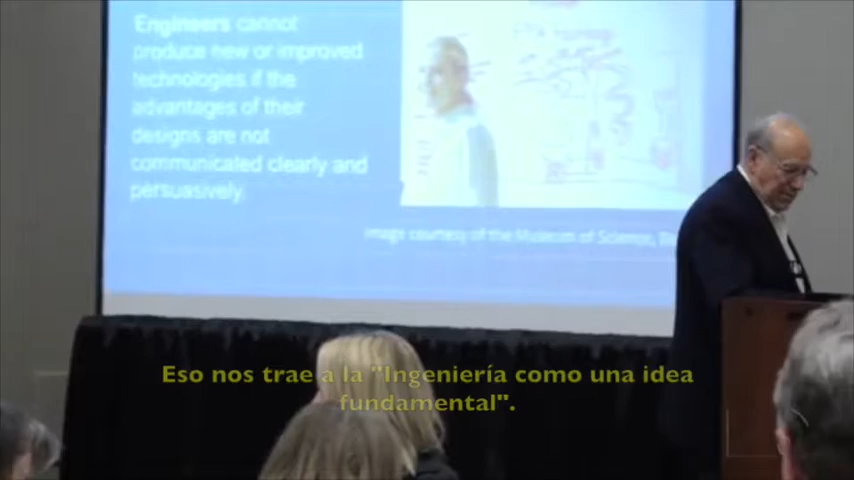 Engineers cannot
produce new or improved
technologies if the
advantages of their
designs are not
communicated clearly and
persuasively.
Image courtesy of the Museum of Science,
Eso nos trae a la "Ingeniería como una idea
fundamental".